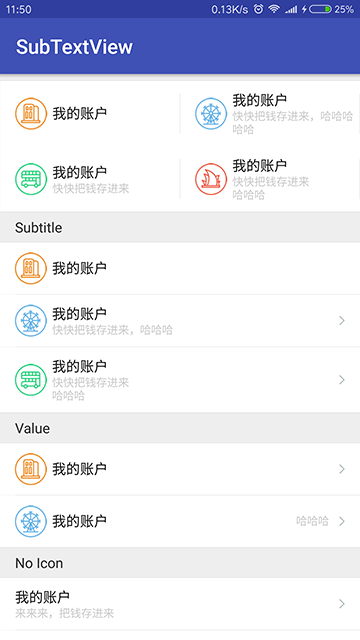 11:50 0.13K/s 25%
SubTextView
我的账户
我的账户
快快把钱存进来，哈哈哈
哈哈哈
我的账户
快快把钱存进来
我的账户
快快把钱存进来
哈哈哈
Subtitle
我的账户
我的账户
快快把钱存进来，哈哈哈
我的账户
快快把钱存进来
哈哈哈
Value
我的账户
我的账户 哈哈哈
No Icon
我的账户
来来来，把钱存进来